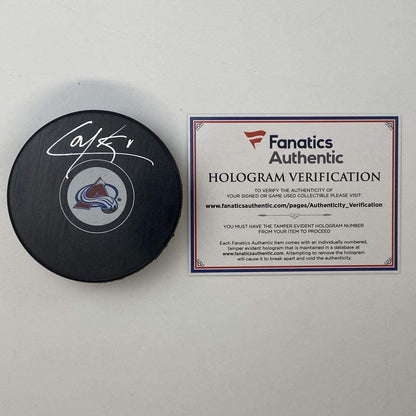 Fanatics
Authentic
HOLOGRAM VERIFICATION
TO VERIFY THE AUTHENTICITY OF
YOUR SIGNED OR GAME USED COLLECTIBLE PLEASE VISIT:
www.fanaticsauthentic.com/pages/Authenticity_Verification
YOU MUST HAVE THE TAMPER EVIDENT HOLOGRAM NUMBER
FROM YOUR ITEM TO PROCEED
Each Fanatics Authentic Item comes with an individually numbered,
tamper evident hologram that is maintained in a database at
www.fanaticsauthentic.com. Attempting to remove the hologram
will cause it to break apart and void the authenticity.